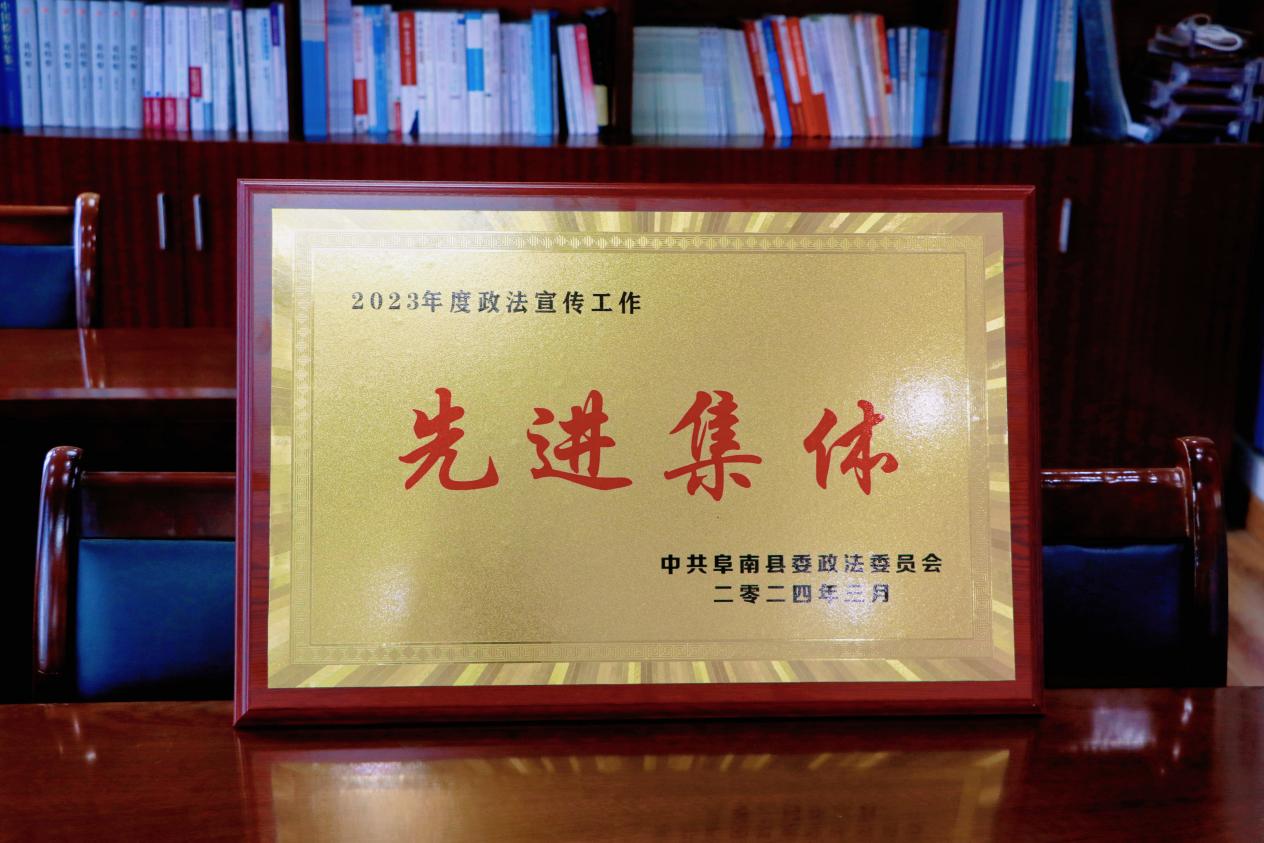 2023年度政法宣传工作
先进集体
中共阜南县委政法委员会
二零二四年三月